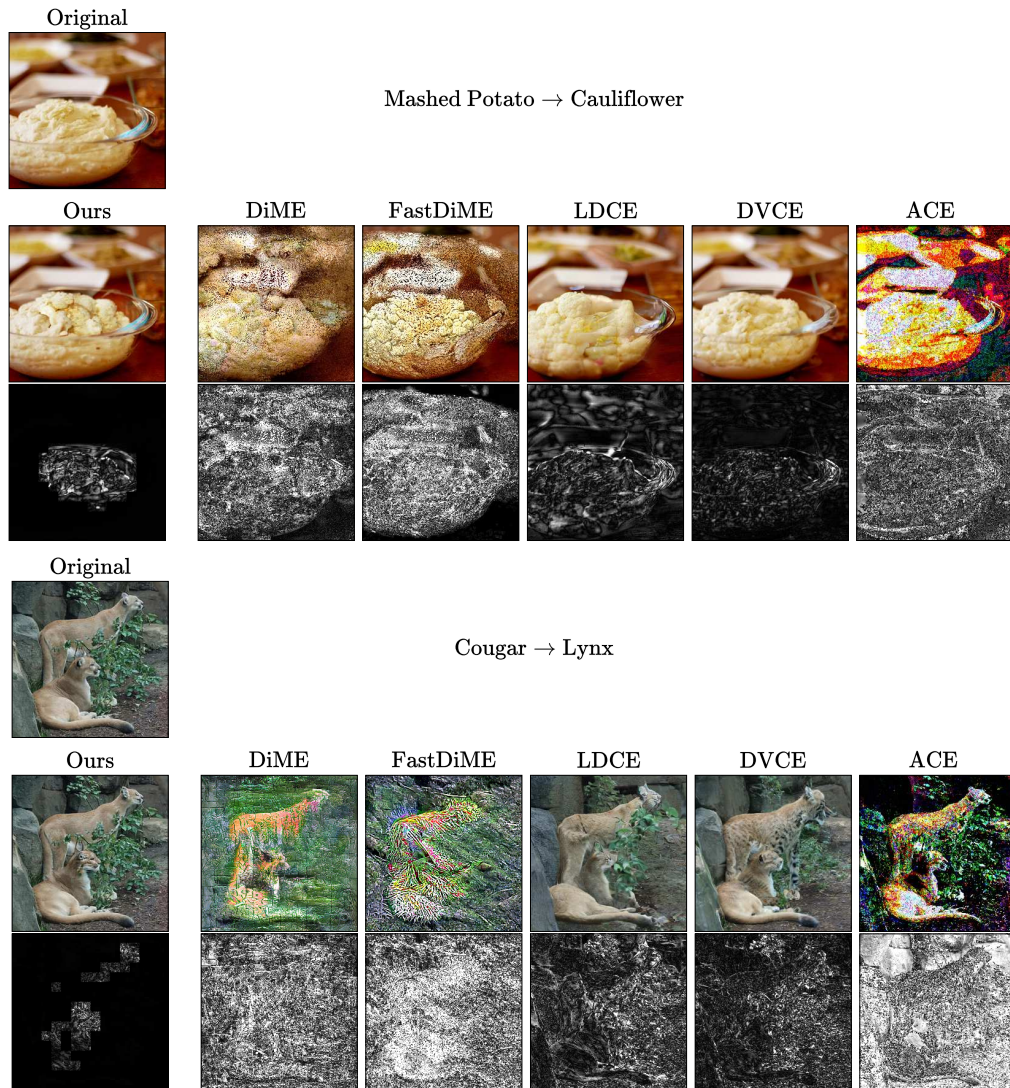 Original
Mashed Potato → Cauliflower
Ours DiME FastDiME LDCE DVCE ACE
Original
Cougar → Lynx
Ours DiME FastDiME LDCE DVCE ACE